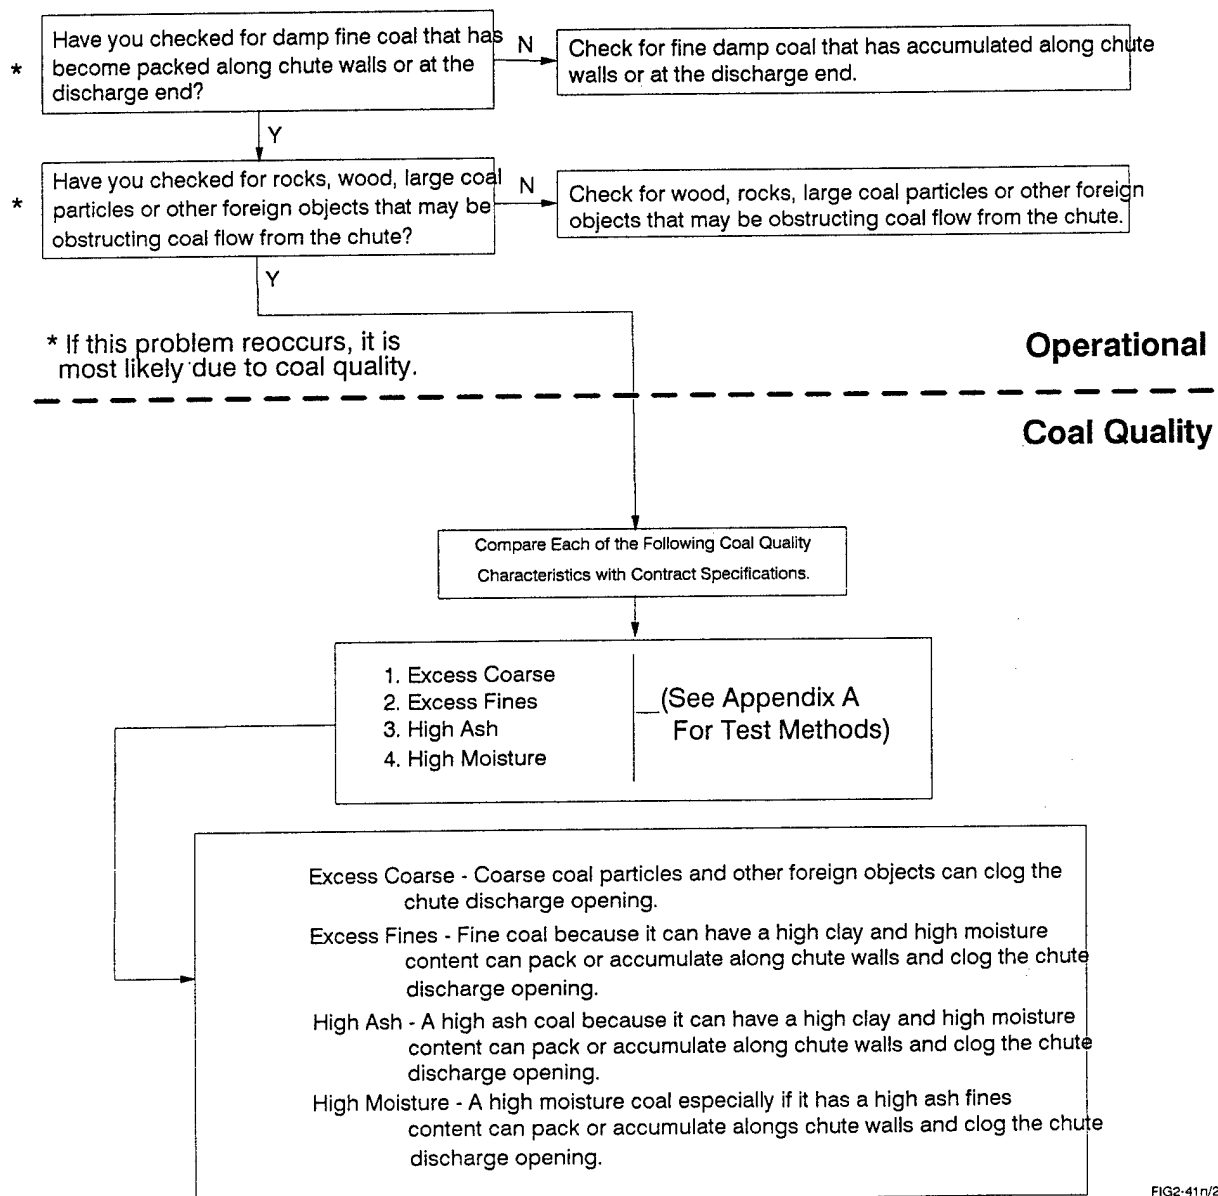 Have you checked for damp fine coal that has
* become packed along chute walls or at the
discharge end?
N
Check for fine damp coal that has accumulated along chute
walls or at the discharge end.
Y
Have you checked for rocks, wood, large coal
* particles or other foreign objects that may be
obstructing coal flow from the chute?
N
Check for wood, rocks, large coal particles or other foreign
objects that may be obstructing coal flow from the chute.
Y
* If this problem reoccurs, it is
most likely due to coal quality.
Operational
Coal Quality
Compare Each of the Following Coal Quality
Characteristics with Contract Specifications.
1. Excess Coarse
2. Excess Fines
3. High Ash
4. High Moisture
(See Appendix A
For Test Methods)
Excess Coarse - Coarse coal particles and other foreign objects can clog the
chute discharge opening.
Excess Fines - Fine coal because it can have a high clay and high moisture
content can pack or accumulate along chute walls and clog the chute
discharge opening.
High Ash - A high ash coal because it can have a high clay and high moisture
content can pack or accumulate along chute walls and clog the chute
discharge opening.
High Moisture - A high moisture coal especially if it has a high ash fines
content can pack or accumulate alongs chute walls and clog the chute
discharge opening.
FIG2-41n/2